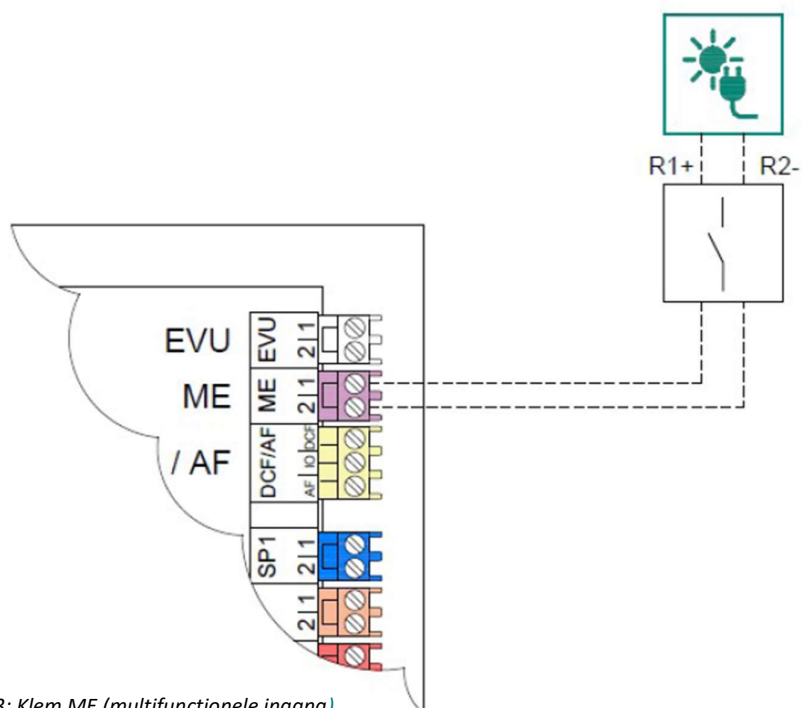 R1+ R2-
EVU EVU 2|1
ME ME 2|1
/ AF DCF/AF AF | IO |DCF
SP1 2|1
2|1
3: Klem ME (multifunctionele ingang)